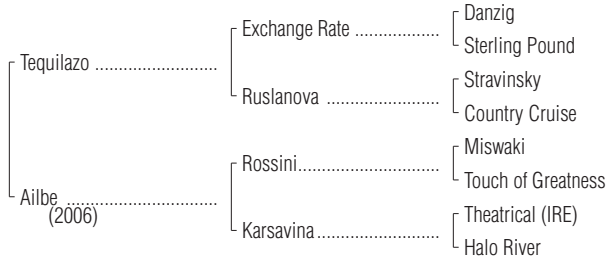 Danzig
Exchange Rate ..................
Sterling Pound
Tequilazo ..........................
Stravinsky
Ruslanova ........................
Country Cruise
Miswaki
Rossini..............................
Touch of Greatness
Ailbe ................................
(2006)
Theatrical (IRE)
Karsavina..........................
Halo River